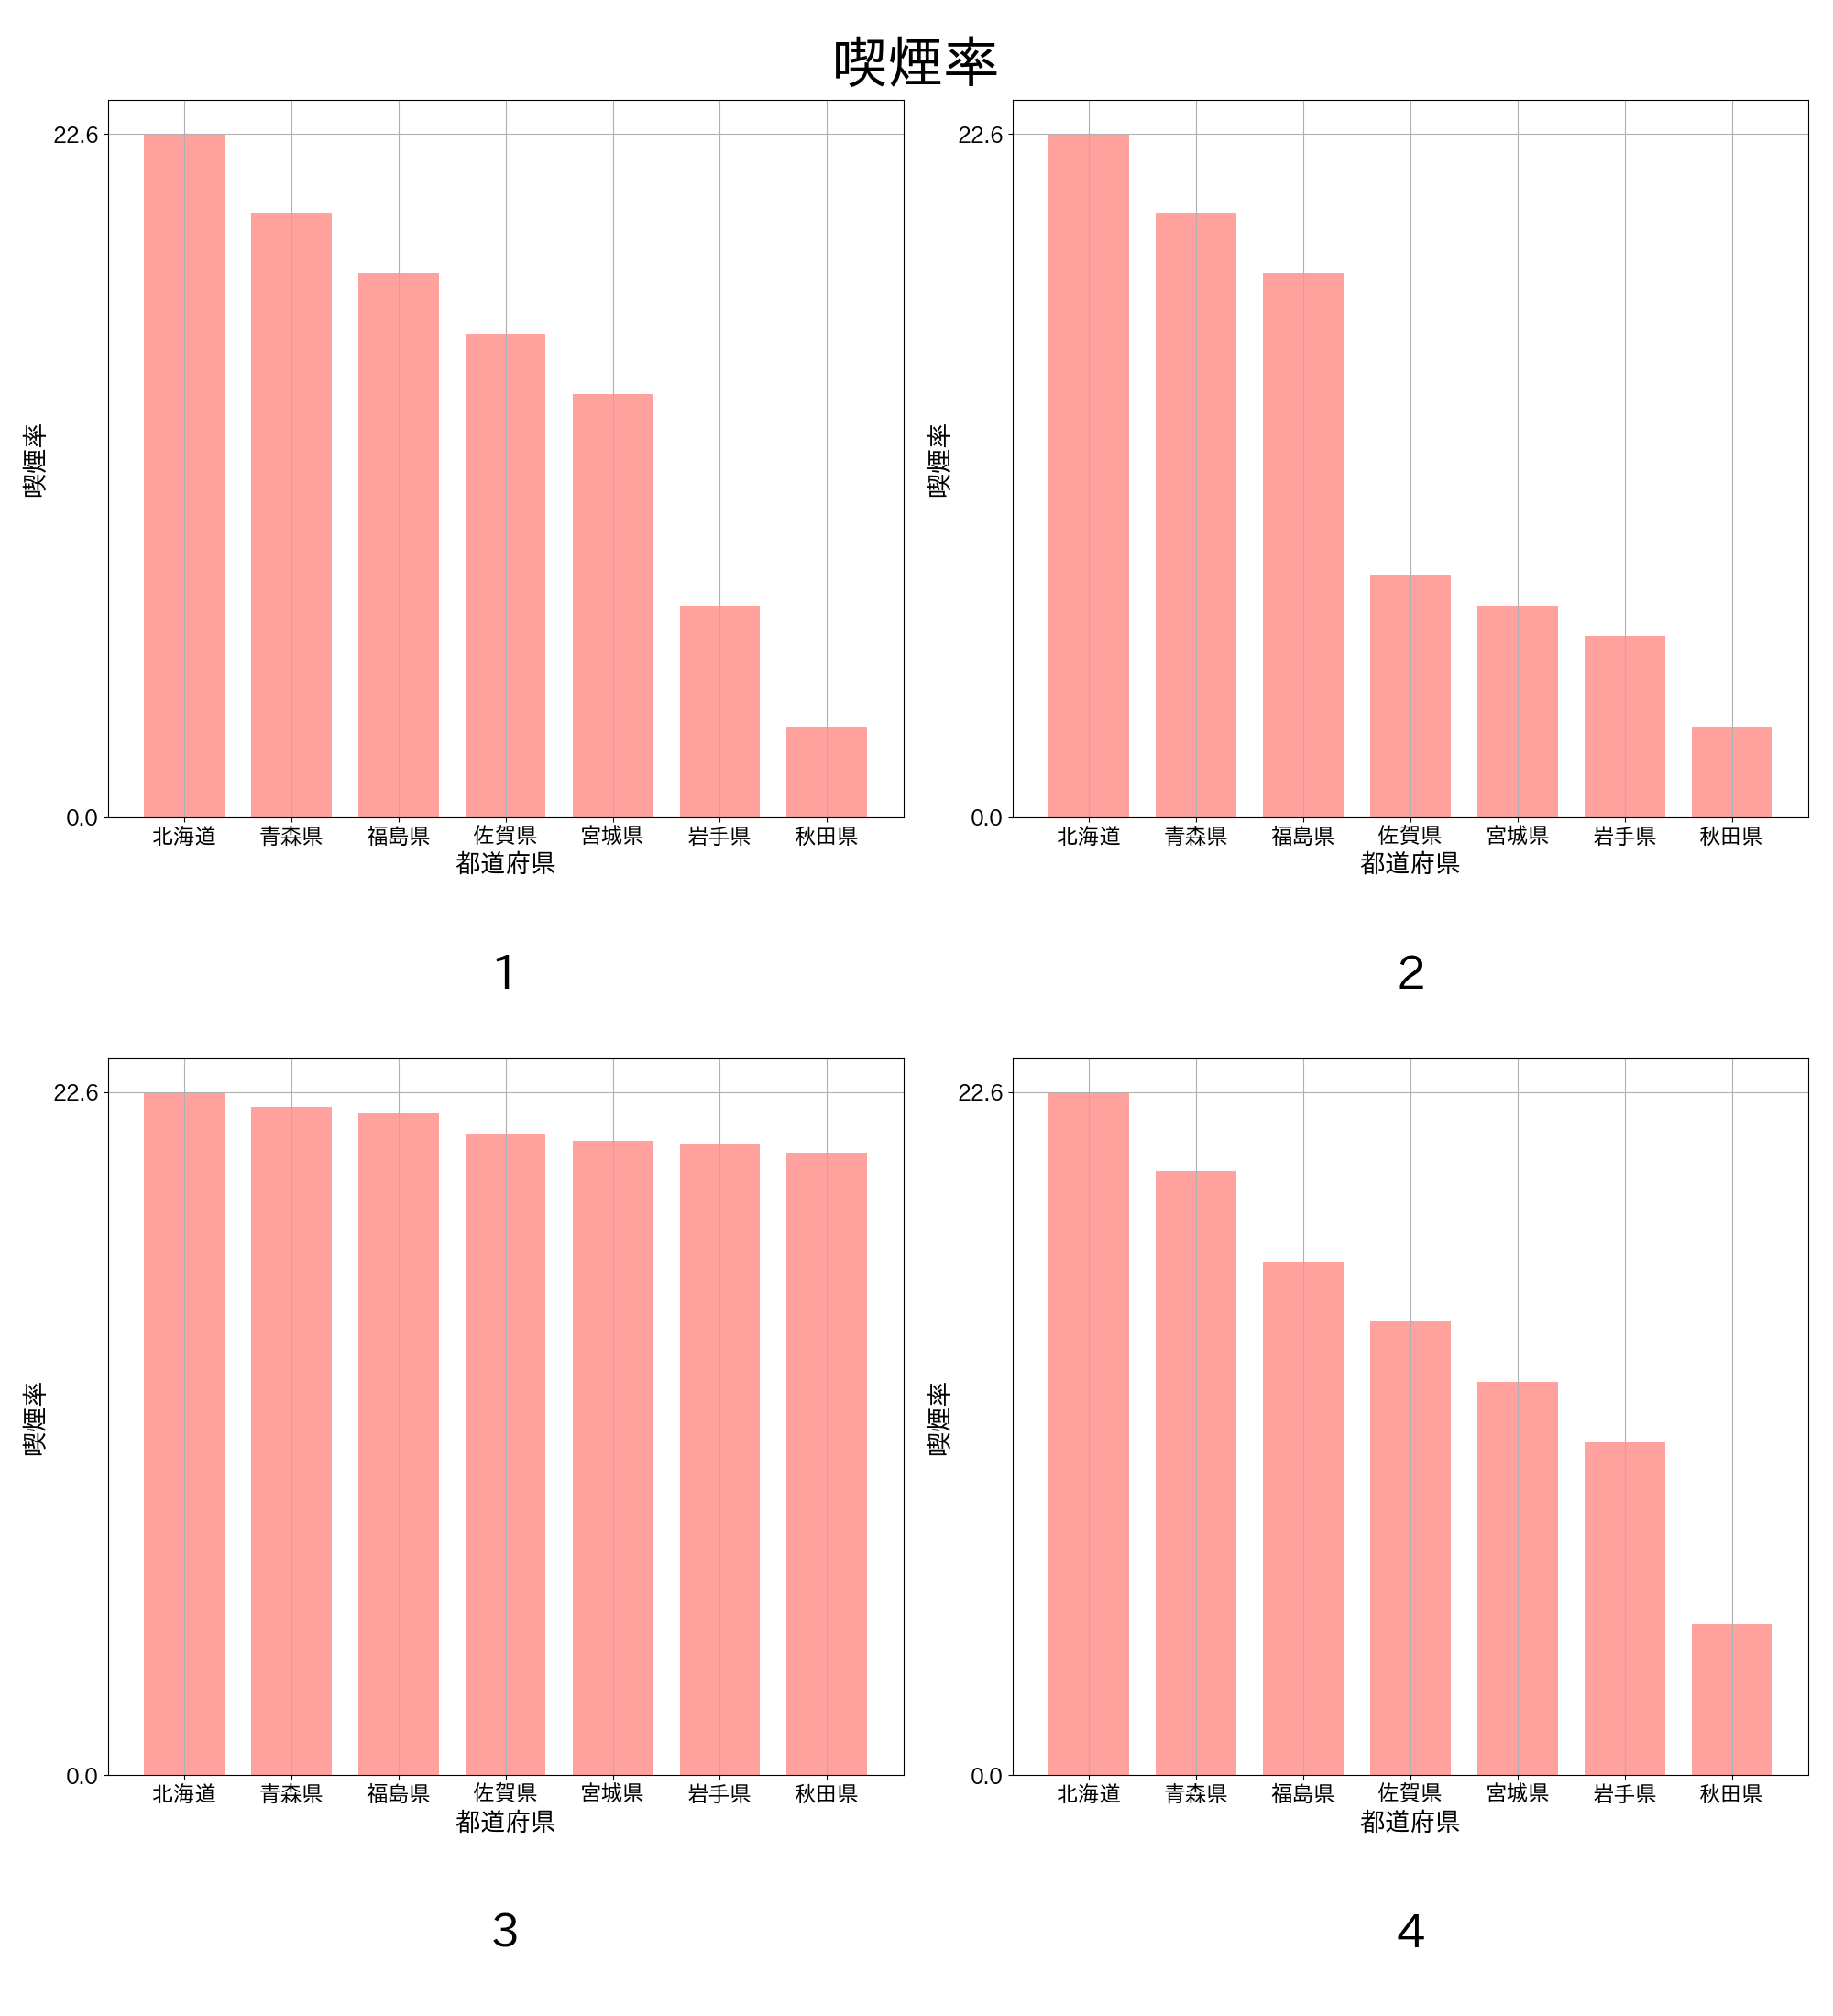 喫煙率
22.6
0.0
喫煙率
北海道 青森県 福島県 佐賀県 宮城県 岩手県 秋田県
都道府県
1
22.6
0.0
喫煙率
北海道 青森県 福島県 佐賀県 宮城県 岩手県 秋田県
都道府県
2
22.6
0.0
喫煙率
北海道 青森県 福島県 佐賀県 宮城県 岩手県 秋田県
都道府県
3
22.6
0.0
喫煙率
北海道 青森県 福島県 佐賀県 宮城県 岩手県 秋田県
都道府県
4